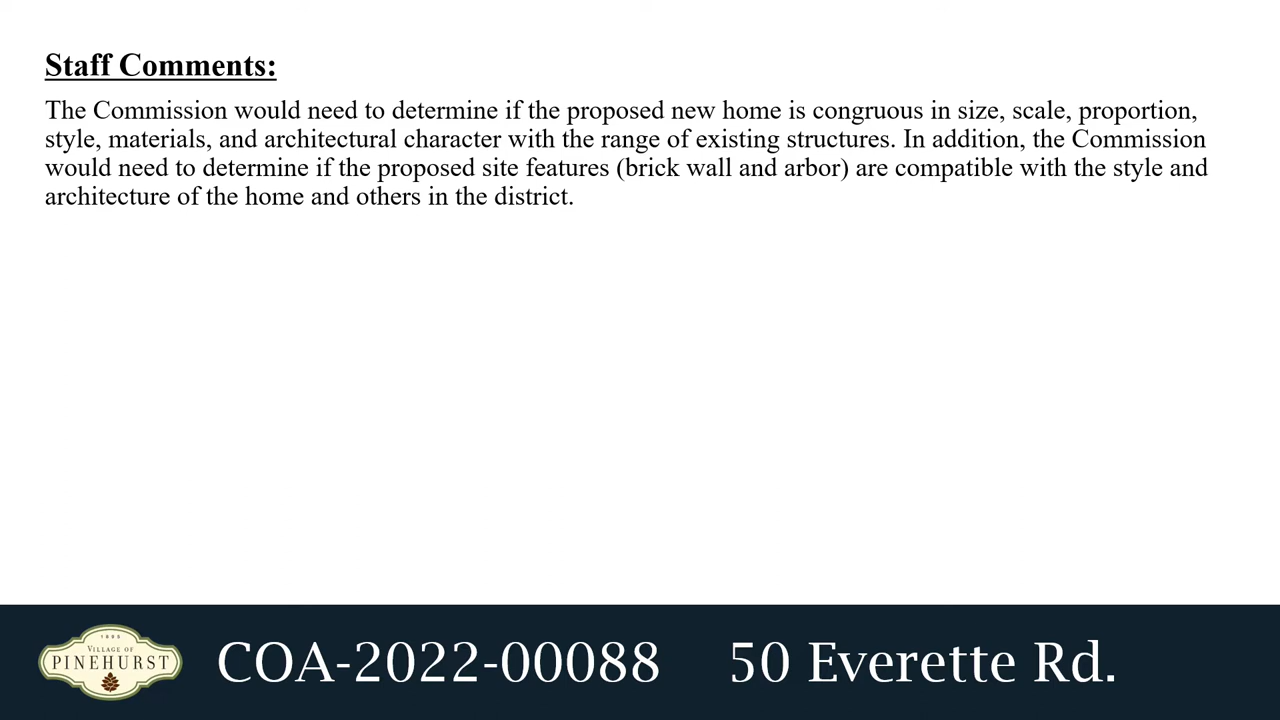 Staff Comments:
The Commission would need to determine if the proposed new home is congruous in size, scale, proportion,
style, materials, and architectural character with the range of existing structures. In addition, the Commission
would need to determine if the proposed site features (brick wall and arbor) are compatible with the style and
architecture of the home and others in the district.
1895
VILLAGE OF
PINEHURST
COA-2022-00088 50 Everette Rd.